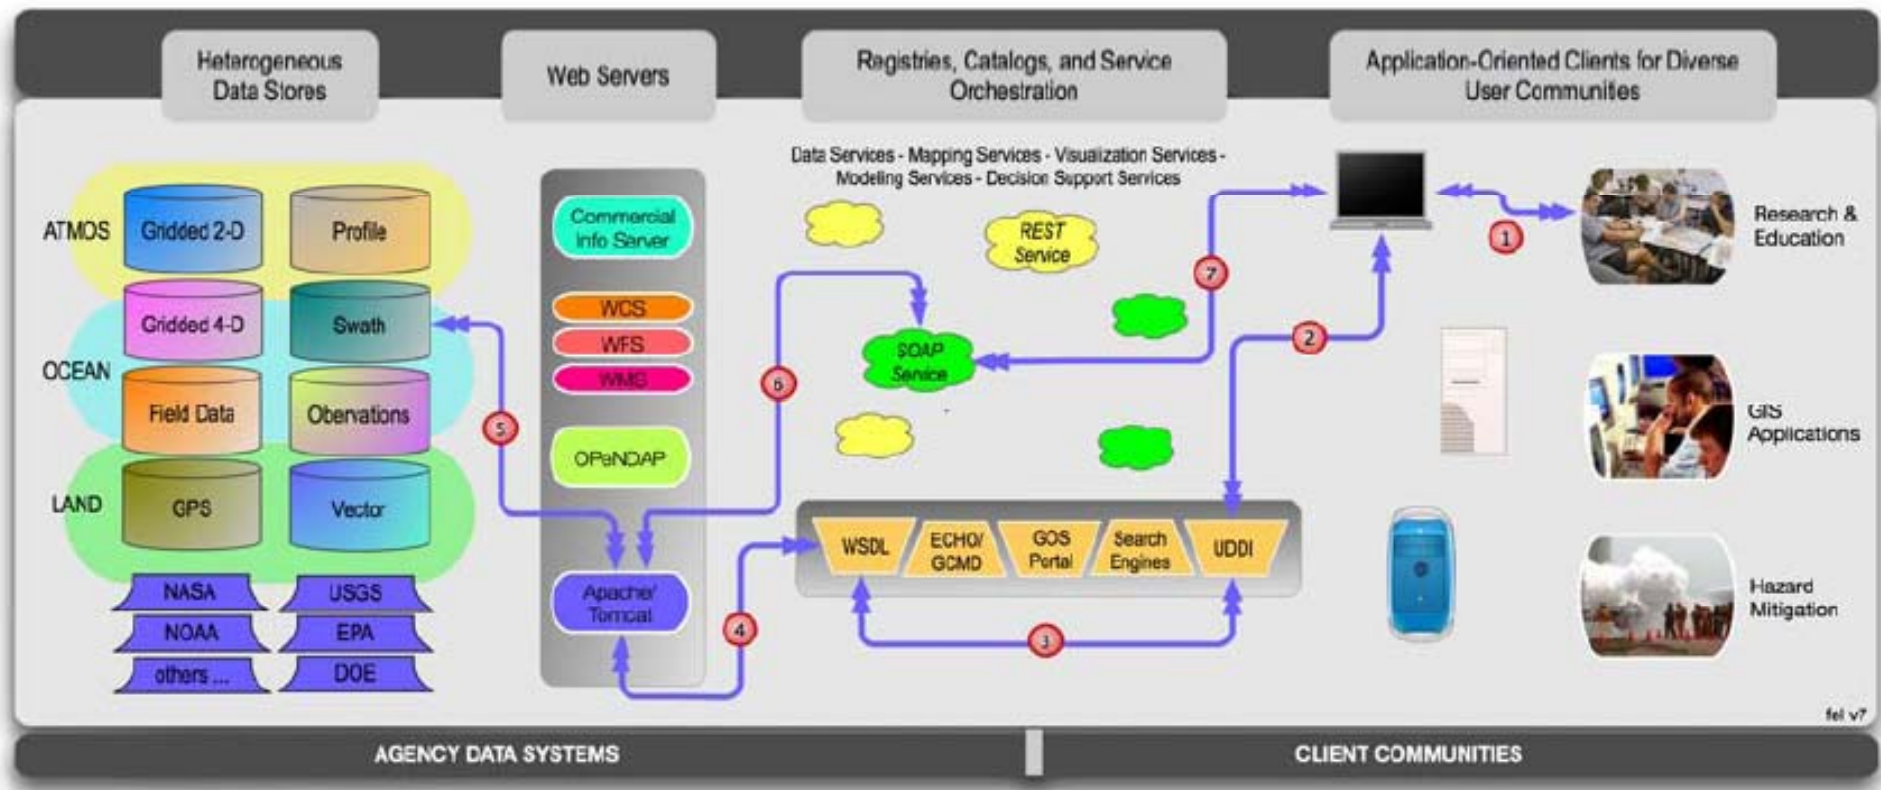 Heterogeneous
Data Stores
Web Servers
Registries, Catalogs, and Service
Orchestration
Application-Oriented Clients for Diverse
User Communities
Data Services - Mapping Services - Visualization Services -
Modeling Services - Decision Support Services
ATMOS
Gridded 2-D
Profile
Gridded 4-D
Swath
OCEAN
Field Data
Obervations
LAND
GPS
Vector
NASA
USGS
NOAA
EPA
others ...
DOE
Commercial
Info Server
WCS
WFS
WMS
OPeNDAP
Apache/
Tomcat
REST
Service
SOAP
Service
WSDL
ECHO/
GCMD
GOS
Portal
Search
Engines
UDDI
1
2
3
4
5
6
7
Research &
Education
GIS
Applications
Hazard
Mitigation
fel v7
AGENCY DATA SYSTEMS
CLIENT COMMUNITIES